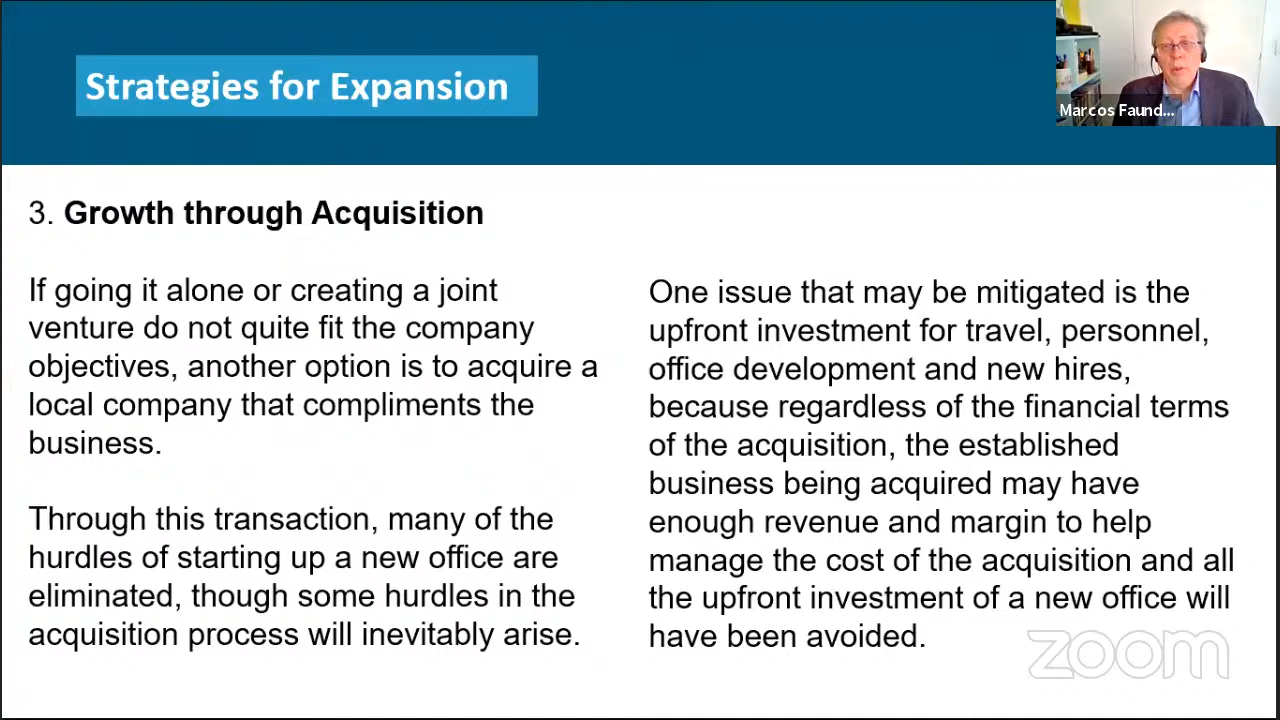 Strategies for Expansion
Marcos Faund...
3. Growth through Acquisition
If going it alone or creating a joint
venture do not quite fit the company
objectives, another option is to acquire a
local company that compliments the
business.
Through this transaction, many of the
hurdles of starting up a new office are
eliminated, though some hurdles in the
acquisition process will inevitably arise.
One issue that may be mitigated is the
upfront investment for travel, personnel,
office development and new hires,
because regardless of the financial terms
of the acquisition, the established
business being acquired may have
enough revenue and margin to help
manage the cost of the acquisition and all
the upfront investment of a new office will
have been avoided.
zoom